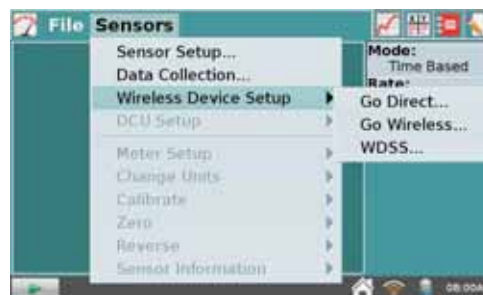 File Sensors
Sensor Setup...
Data Collection...
Wireless Device Setup
DCU Setup
Meter Setup
Change Units
Calibrate
Zero
Reverse
Sensor Information
Go Direct...
Go Wireless...
WDSS...
Mode:
Time Based
Rate:
08:00A